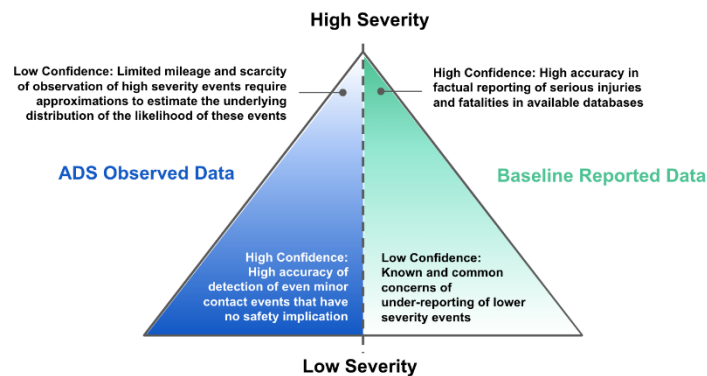 High Severity
Low Confidence: Limited mileage and scarcity
of observation of high severity events require
approximations to estimate the underlying
distribution of the likelihood of these events
High Confidence: High accuracy in
factual reporting of serious injuries
and fatalities in available databases
ADS Observed Data
Baseline Reported Data
High Confidence:
High accuracy of
detection of even minor
contact events that have
no safety implication
Low Confidence:
Known and common
concerns of
under-reporting of lower
severity events
Low Severity